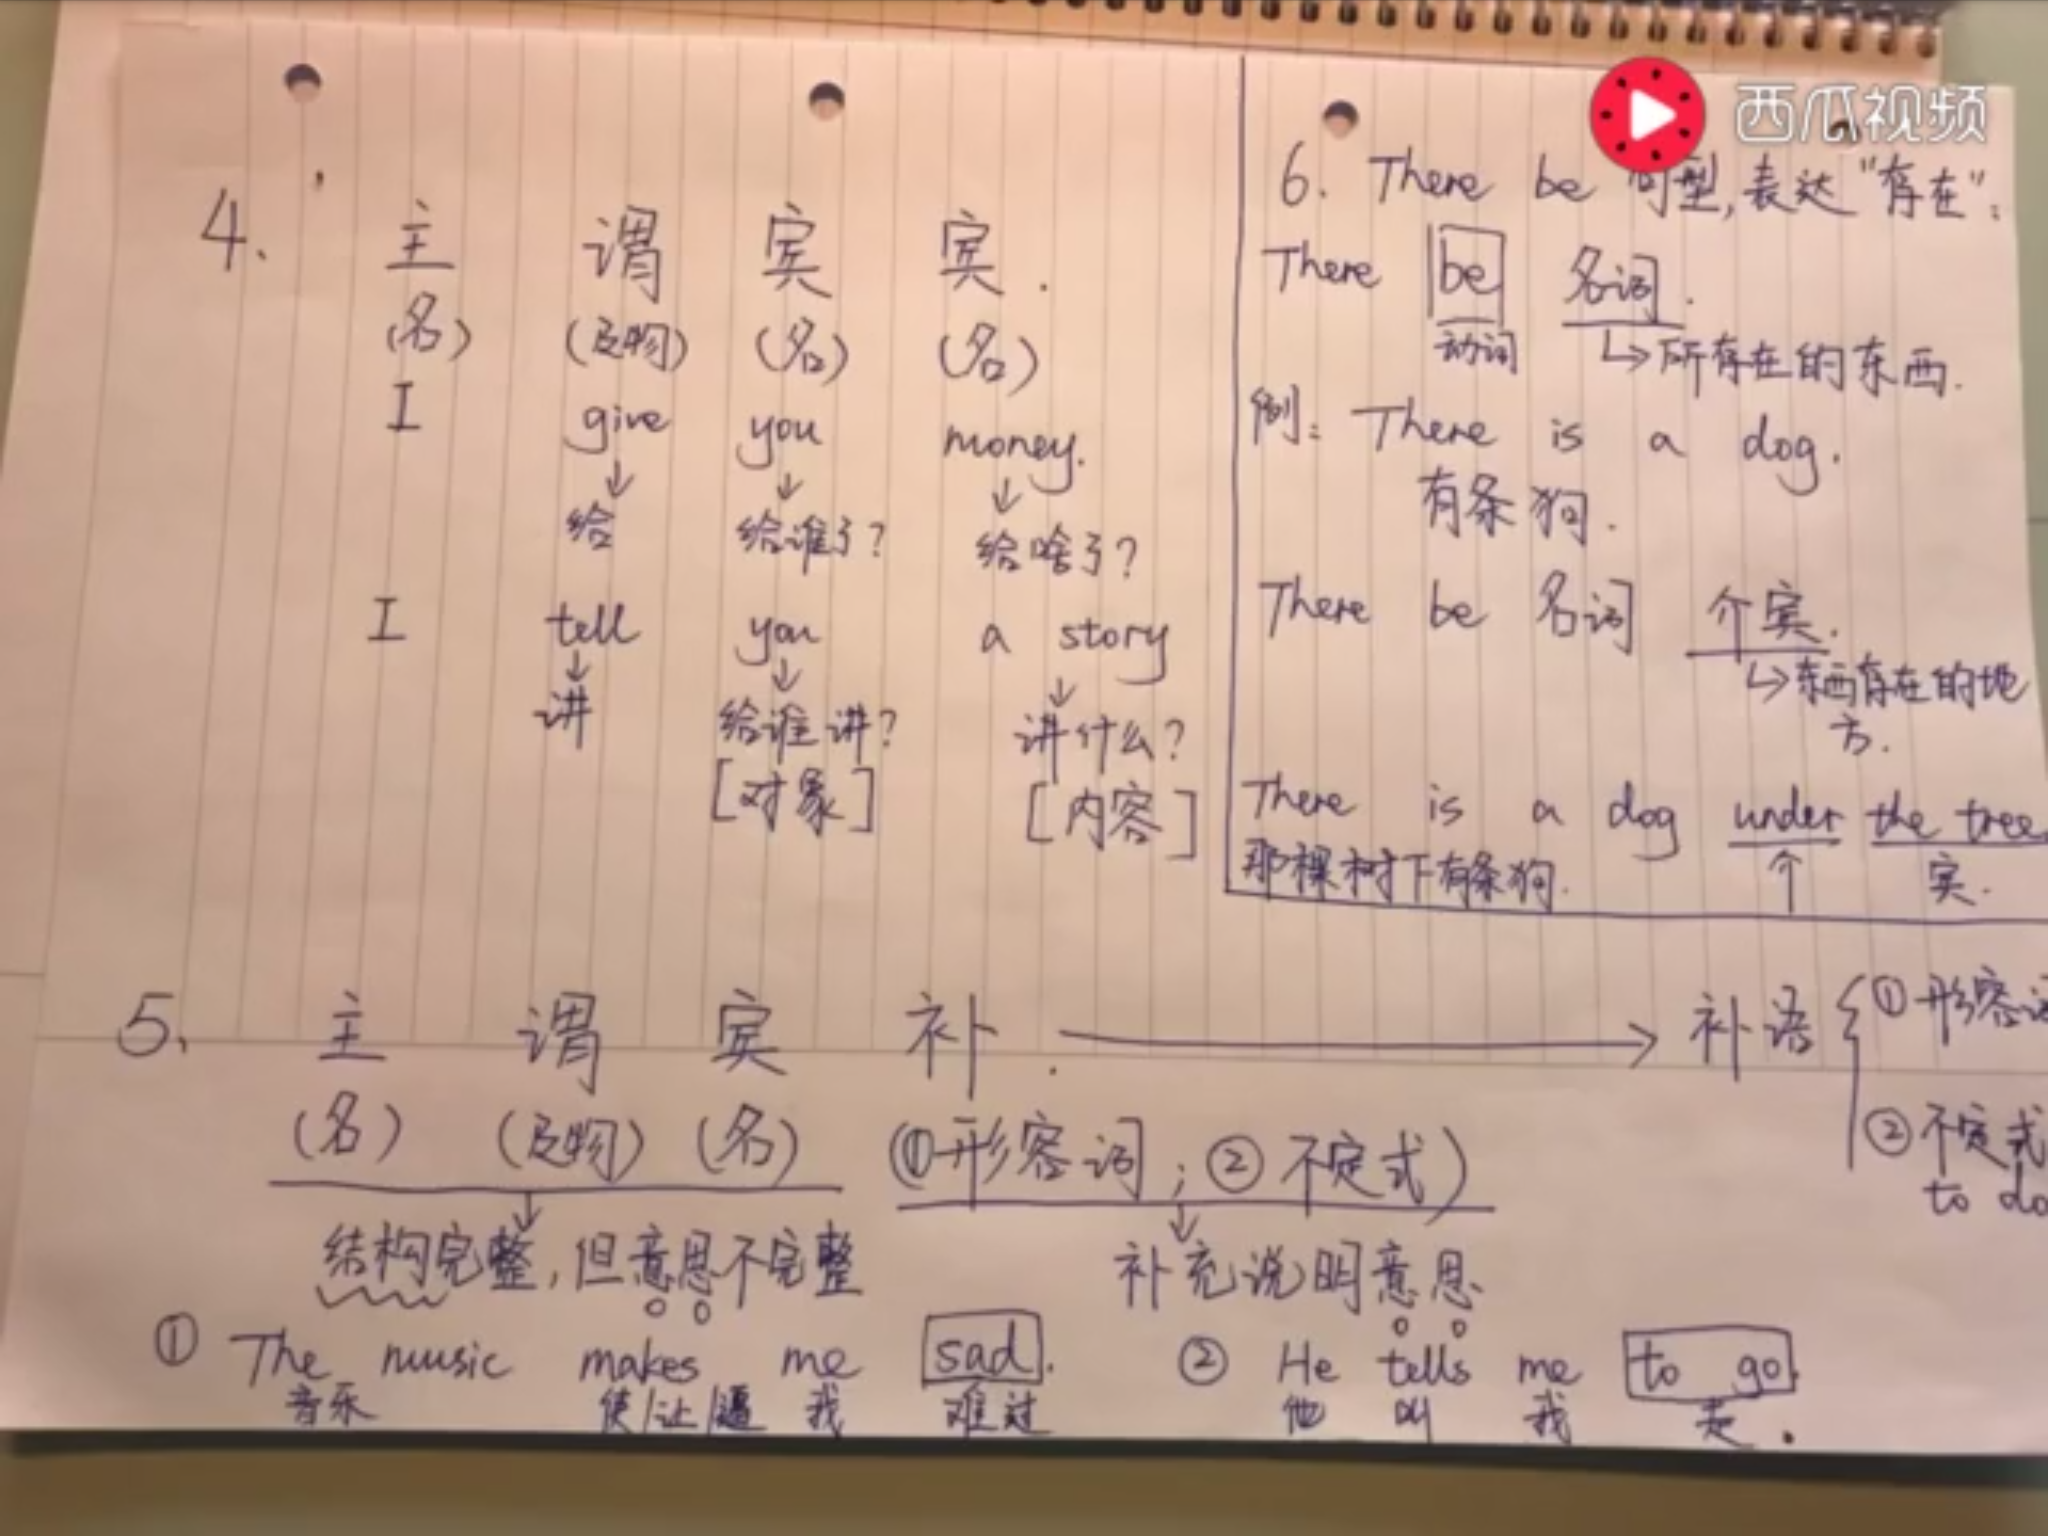 西瓜视频
4. 主 谓 宾 宾.
(名) (及物) (名) (名)
I give you money.
给 给谁了? 给啥了?
I tell you a story
讲 给谁讲? 讲什么?
[对象] [内容]
6. There be 句型,表达"存在":
There be 名词.
动词 所存在的东西.
例: There is a dog.
有条狗.
There be 名词 介宾.
东西存在的地
方.
There is a dog under the tree
那棵树下有条狗. 宾.
5. 主 谓 宾 补. 补语 ①形容词
(名) (及物) (名) (①形容词; ②不定式) ②不定式
to do
结构完整,但意思不完整 补充说明意思
① The music makes me sad. ② He tells me to go.
音乐 使/让/逼 我 难过 他 叫 我 走.